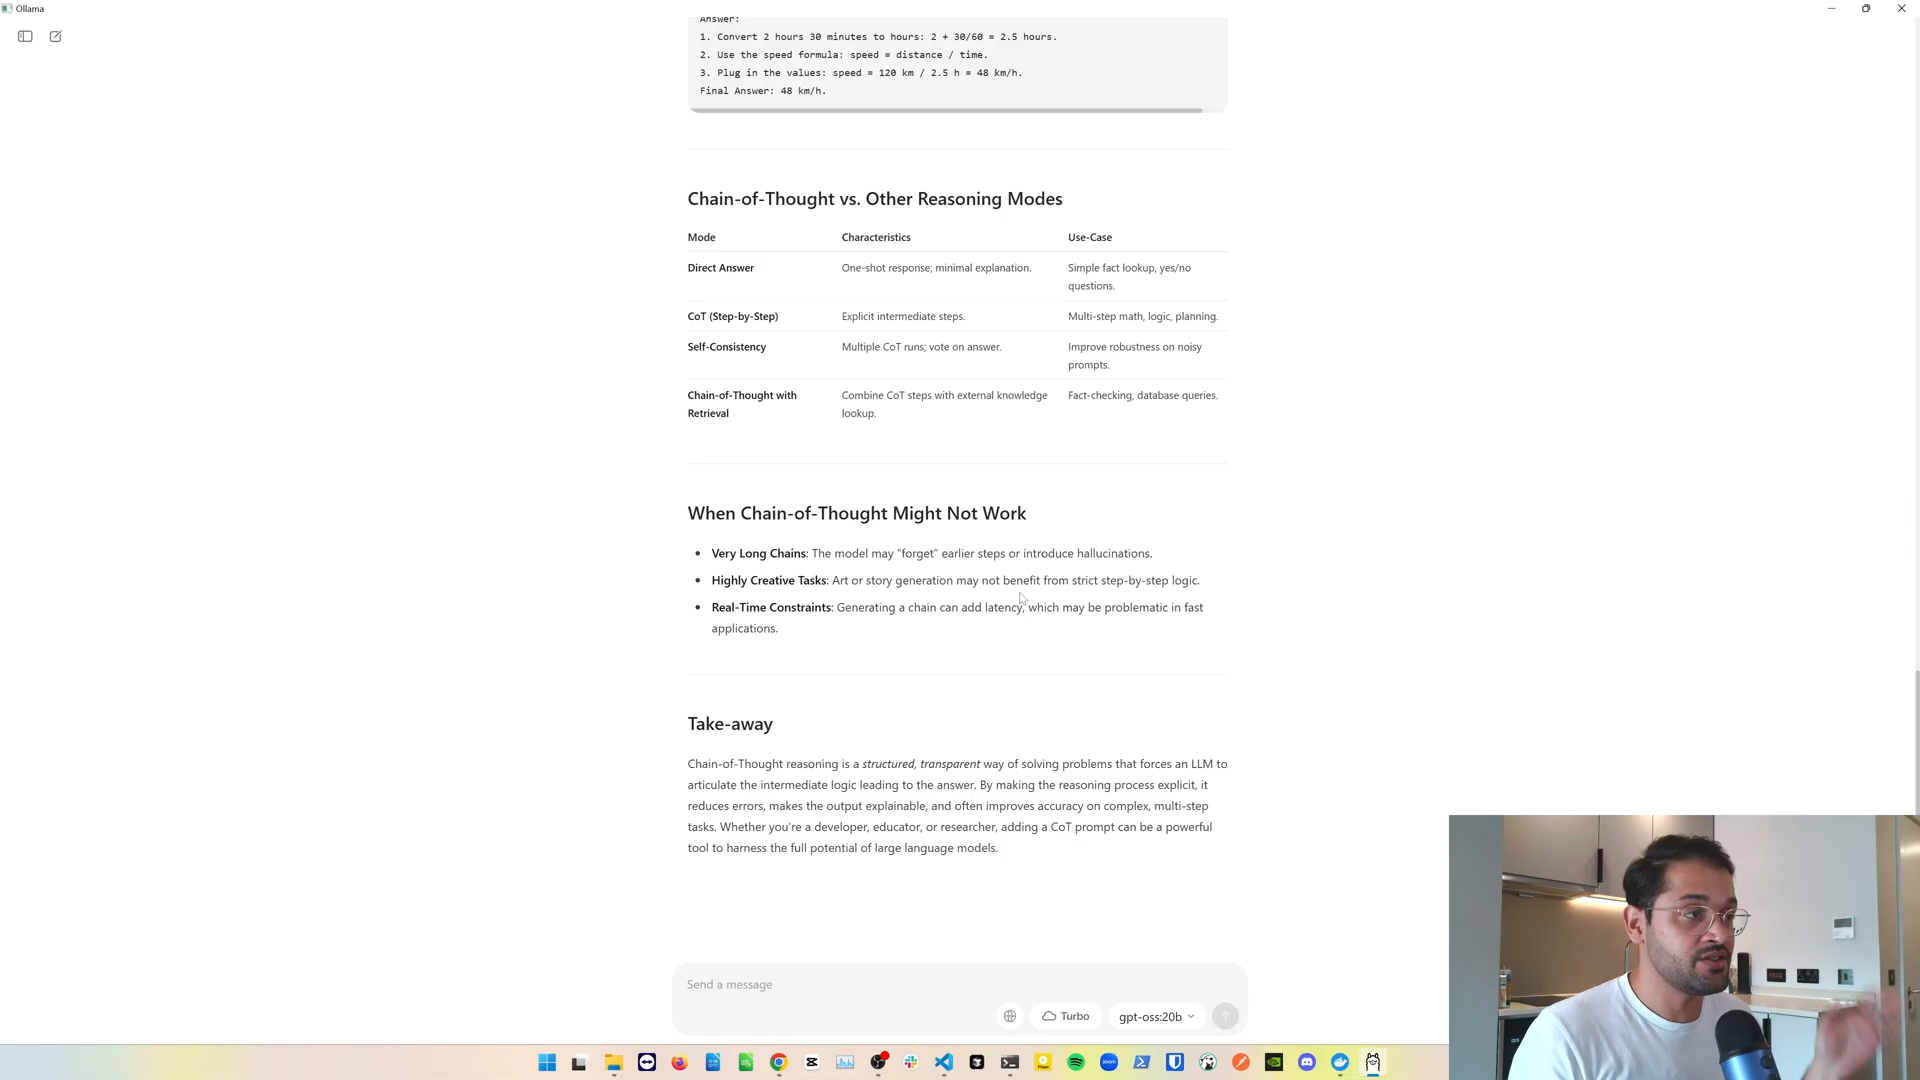 Ollama
Answer:
1. Convert 2 hours 30 minutes to hours: 2 + 30/60 = 2.5 hours.
2. Use the speed formula: speed = distance / time.
3. Plug in the values: speed = 120 km / 2.5 h = 48 km/h.
Final Answer: 48 km/h.
Chain-of-Thought vs. Other Reasoning Modes
Mode Characteristics Use-Case
Direct Answer One-shot response; minimal explanation. Simple fact lookup, yes/no
questions.
CoT (Step-by-Step) Explicit intermediate steps. Multi-step math, logic, planning.
Self-Consistency Multiple CoT runs; vote on answer. Improve robustness on noisy
prompts.
Chain-of-Thought with Combine CoT steps with external knowledge Fact-checking, database queries.
Retrieval lookup.
When Chain-of-Thought Might Not Work
• Very Long Chains: The model may “forget” earlier steps or introduce hallucinations.
• Highly Creative Tasks: Art or story generation may not benefit from strict step-by-step logic.
• Real-Time Constraints: Generating a chain can add latency, which may be problematic in fast
applications.
Take-away
Chain-of-Thought reasoning is a structured, transparent way of solving problems that forces an LLM to
articulate the intermediate logic leading to the answer. By making the reasoning process explicit, it
reduces errors, makes the output explainable, and often improves accuracy on complex, multi-step
tasks. Whether you’re a developer, educator, or researcher, adding a CoT prompt can be a powerful
tool to harness the full potential of large language models.
Send a message
Turbo gpt-oss:20b
zoom